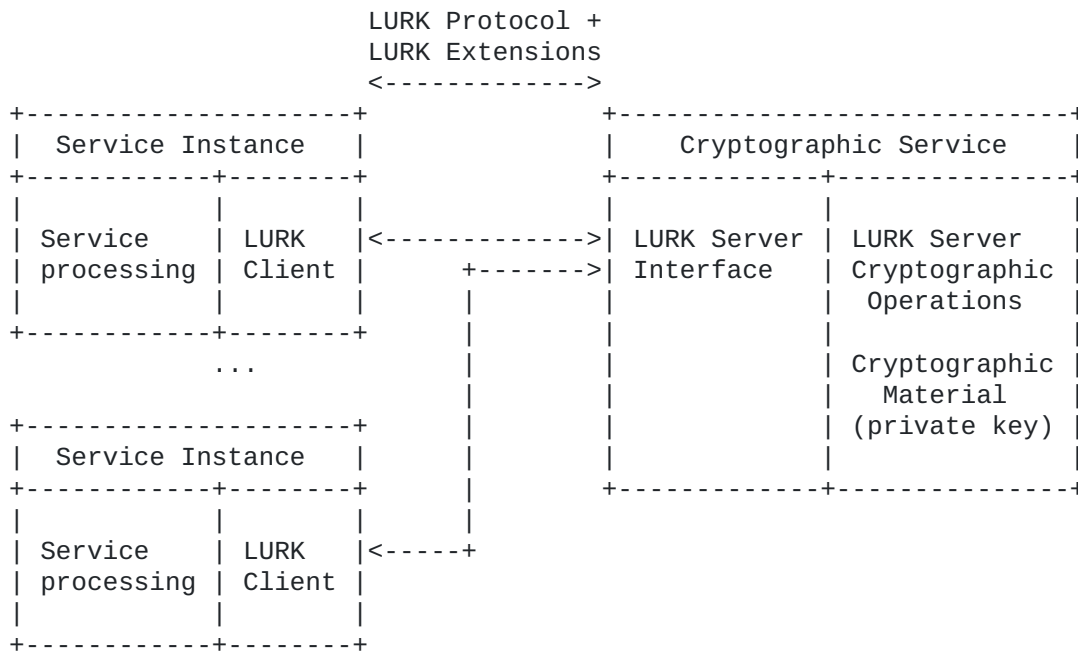 LURK Protocol +
LURK Extensions
<------------->
+---------------------+               +-----------------------------+
|  Service Instance   |               |    Cryptographic Service    |
+------------+--------+               +-------------+---------------+
|            |        |               |             |               |
| Service    | LURK   |<------------->| LURK Server | LURK Server   |
| processing | Client |      +------->| Interface   | Cryptographic |
|            |        |      |        |             |  Operations   |
+------------+--------+      |        |             |               |
             ...             |        |             | Cryptographic |
                             |        |             |   Material    |
+---------------------+      |        |             | (private key) |
|  Service Instance   |      |        |             |               |
+------------+--------+      |        +-------------+---------------+
|            |        |      |
| Service    | LURK   |<-----+
| processing | Client |
|            |        |
+------------+--------+